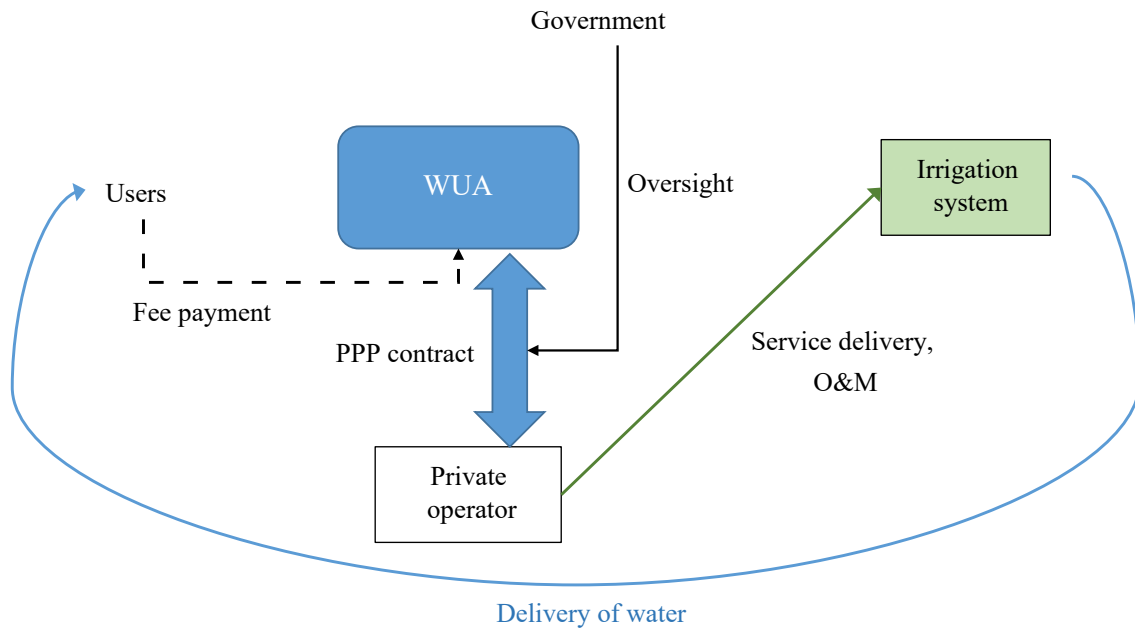 Government
WUA
Irrigation
system
Users
Oversight
Fee payment
PPP contract
Service delivery,
O&M
Private
operator
Delivery of water